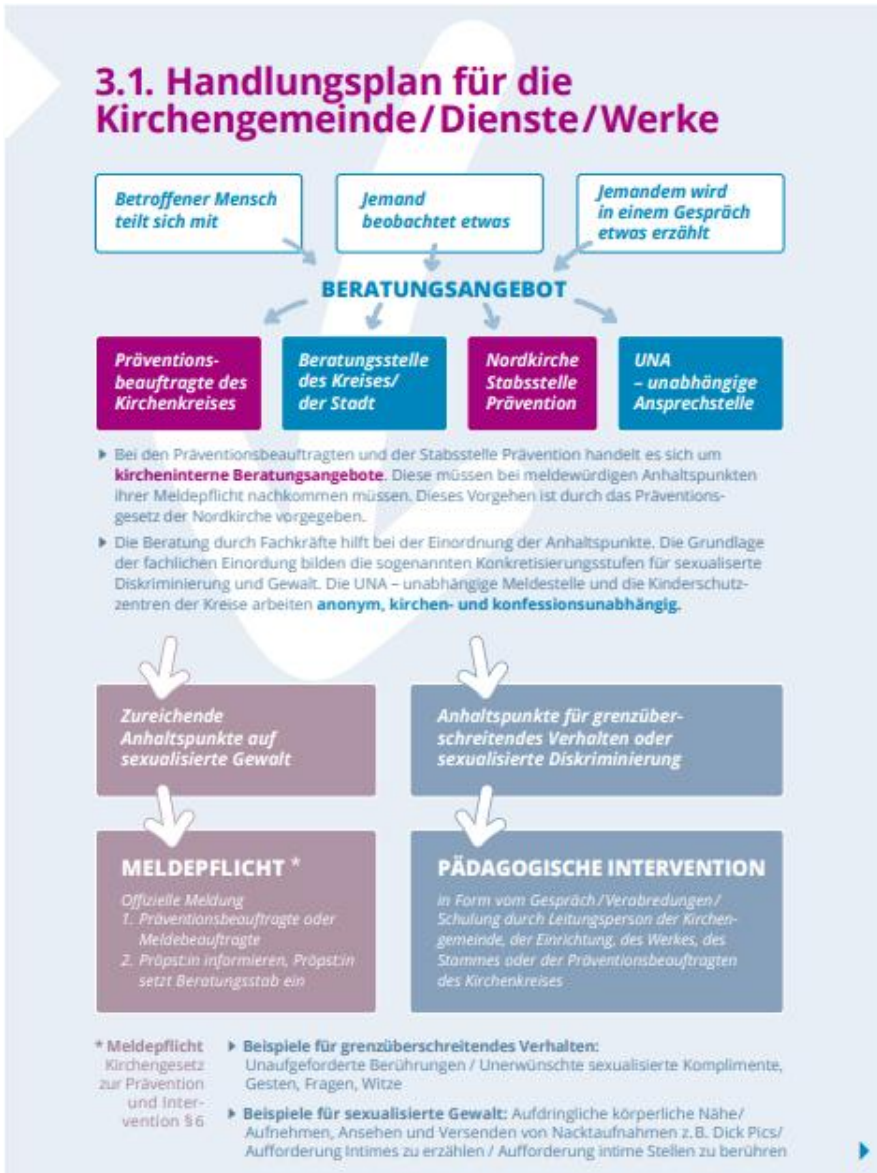 3.1. Handlungsplan für die
Kirchengemeinde/Dienste/Werke
Betroffener Mensch
teilt sich mit
Jemand
beobachtet etwas
Jemandem wird
in einem Gespräch
etwas erzählt
BERATUNGSANGEBOT
Präventions-
beauftragte des
Kirchenkreises
Beratungsstelle
des Kreises/
der Stadt
Nordkirche
Stabsstelle
Prävention
UNA
– unabhängige
Ansprechstelle
Bei den Präventionsbeauftragten und der Stabsstelle Prävention handelt es sich um
kircheninterne Beratungsangebote. Diese müssen bei meldewürdigen Anhaltspunkten
ihrer Meldepflicht nachkommen müssen. Dieses Vorgehen ist durch das Präventions-
gesetz der Nordkirche vorgegeben.
Die Beratung durch Fachkräfte hilft bei der Einordnung der Anhaltspunkte. Die Grundlage
der fachlichen Einordung bilden die sogenannten Konkretisierungsstufen für sexualiserte
Diskriminierung und Gewalt. Die UNA – unabhängige Meldestelle und die Kinderschutz-
zentren der Kreise arbeiten anonym, kirchen- und konfessionsunabhängig.
Zureichende
Anhaltspunkte auf
sexualisierte Gewalt
Anhaltspunkte für grenzüber-
schreitendes Verhalten oder
sexualisierte Diskriminierung
MELDEPFLICHT *
Offizielle Meldung
1. Präventionsbeauftragte oder
Meldebeauftragte
2. Pröpst:in informieren, Pröpst:in
setzt Beratungsstab ein
PÄDAGOGISCHE INTERVENTION
in Form vom Gespräch/Verabredungen/
Schulung durch Leitungsperson der Kirchen-
gemeinde, der Einrichtung, des Werkes, des
Stammes oder der Präventionsbeauftragten
des Kirchenkreises
* Meldepflicht
Kirchengesetz
zur Prävention
und Inter-
vention §6
Beispiele für grenzüberschreitendes Verhalten:
Unaufgeforderte Berührungen / Unerwünschte sexualisierte Komplimente,
Gesten, Fragen, Witze
Beispiele für sexualisierte Gewalt: Aufdringliche körperliche Nähe/
Aufnehmen, Ansehen und Versenden von Nacktaufnahmen z.B. Dick Pics/
Aufforderung Intimes zu erzählen / Aufforderung intime Stellen zu berühren